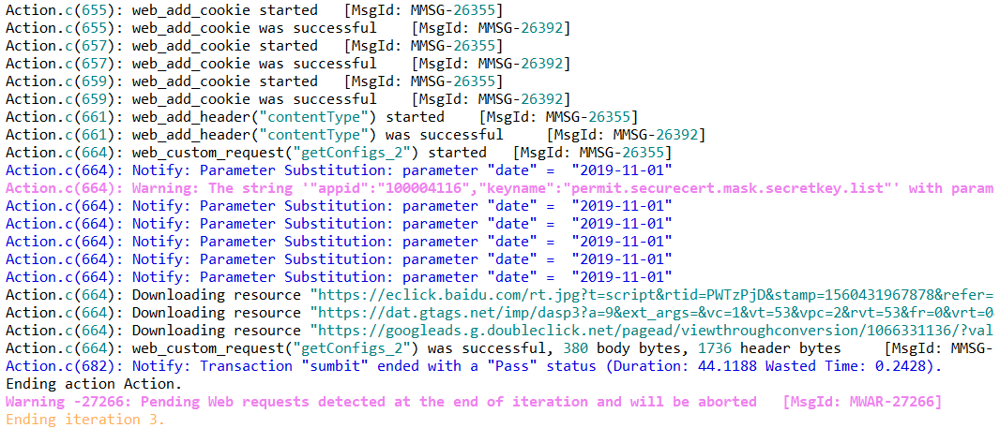 Action.c(655): web_add_cookie started   [MsgId: MMSG-26355]
Action.c(655): web_add_cookie was successful    [MsgId: MMSG-26392]
Action.c(657): web_add_cookie started   [MsgId: MMSG-26355]
Action.c(657): web_add_cookie was successful    [MsgId: MMSG-26392]
Action.c(659): web_add_cookie started   [MsgId: MMSG-26355]
Action.c(659): web_add_cookie was successful    [MsgId: MMSG-26392]
Action.c(661): web_add_header("contentType") started    [MsgId: MMSG-26355]
Action.c(661): web_add_header("contentType") was successful     [MsgId: MMSG-26392]
Action.c(664): web_custom_request("getConfigs_2") started   [MsgId: MMSG-26355]
Action.c(664): Notify: Parameter Substitution: parameter "date" =  "2019-11-01"
Action.c(664): Warning: The string '"appid":"100004116","keyname":"permit.securecert.mask.secretkey.list"' with param
Action.c(664): Notify: Parameter Substitution: parameter "date" =  "2019-11-01"
Action.c(664): Notify: Parameter Substitution: parameter "date" =  "2019-11-01"
Action.c(664): Notify: Parameter Substitution: parameter "date" =  "2019-11-01"
Action.c(664): Notify: Parameter Substitution: parameter "date" =  "2019-11-01"
Action.c(664): Notify: Parameter Substitution: parameter "date" =  "2019-11-01"
Action.c(664): Downloading resource "https://eclick.baidu.com/rt.jpg?t=script&rtid=PWTzPjD&stamp=1560431967878&refer=
Action.c(664): Downloading resource "https://dat.gtags.net/imp/dasp3?a=9&ext_args=&vc=1&vt=53&vpc=2&rvt=53&fr=0&vrt=0
Action.c(664): Downloading resource "https://googleads.g.doubleclick.net/pagead/viewthroughconversion/1066331136/?val
Action.c(664): web_custom_request("getConfigs_2") was successful, 380 body bytes, 1736 header bytes     [MsgId: MMSG-
Action.c(682): Notify: Transaction "sumbit" ended with a "Pass" status (Duration: 44.1188 Wasted Time: 0.2428).
Ending action Action.
Warning -27266: Pending Web requests detected at the end of iteration and will be aborted   [MsgId: MWAR-27266]
Ending iteration 3.